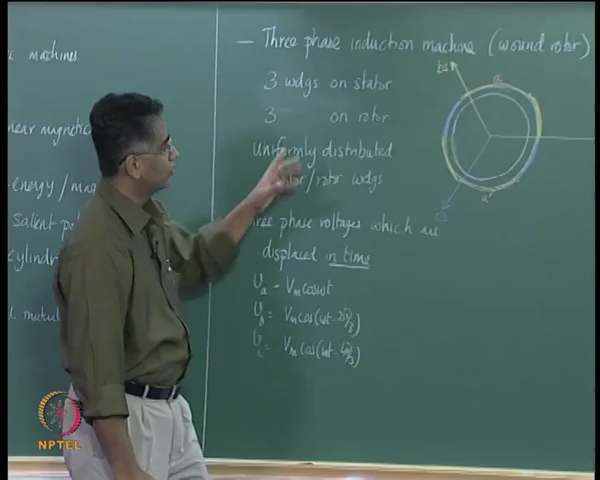 c machines.
near magnetic
energy/ma
Salient p
cylind
mutu
— Three phase induction machine (wound rotor)
3 wdgs on stator
3 — on rotor
Uniformly distributed
/rotor wdgs
three phase voltages which are
displaced in time
Va = Vm cos ωt
Vb = Vm cos(ωt - 2π/3)
Vc = Vm cos(ωt - 4π/3)
a
a'
NPTEL